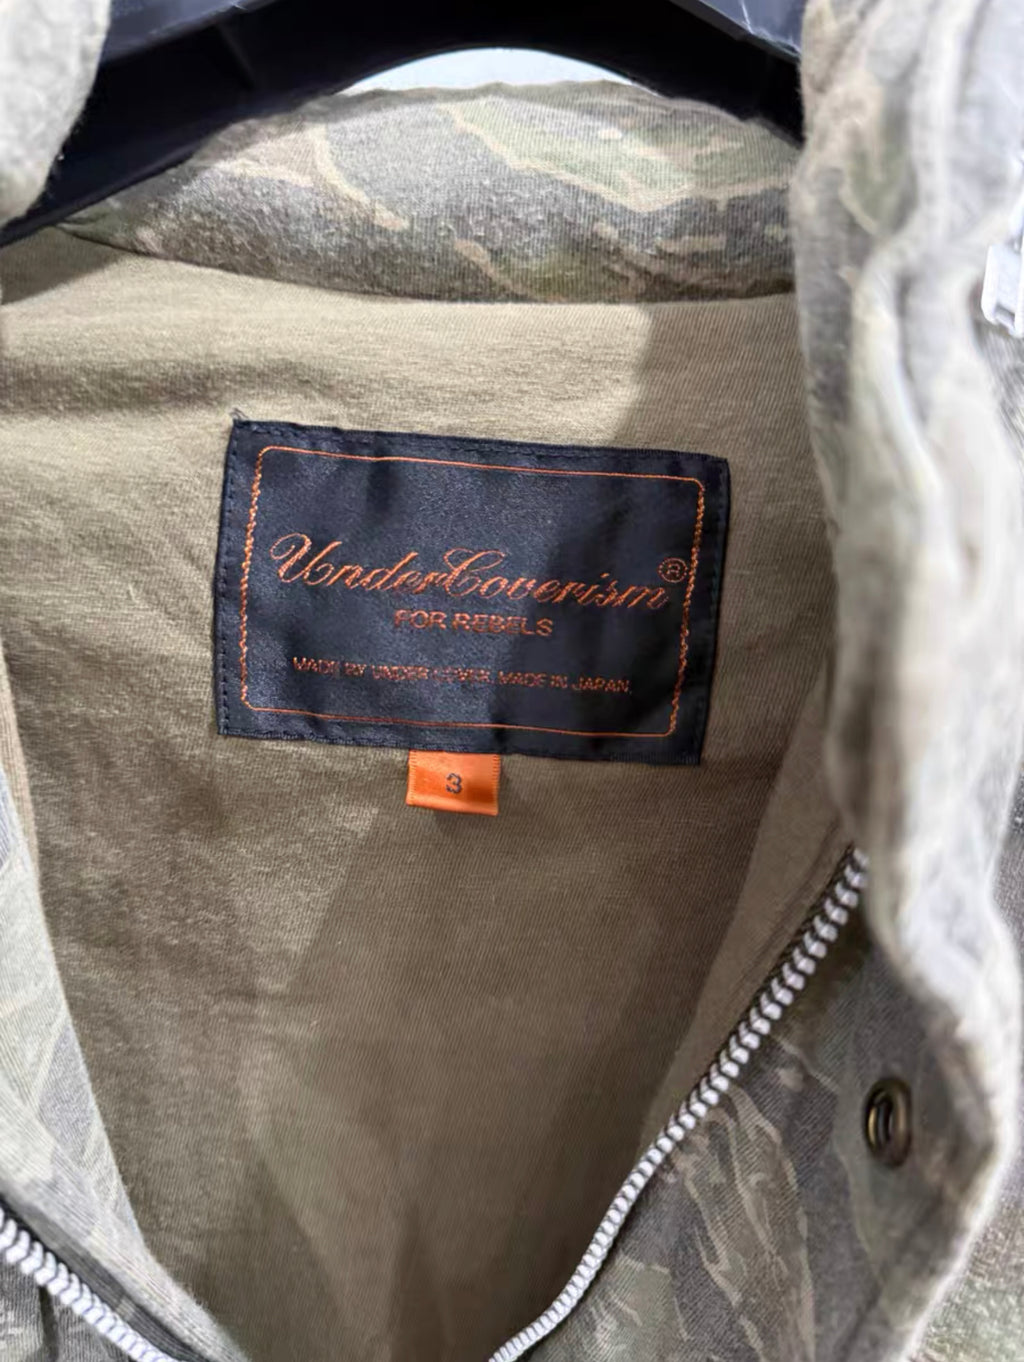 UnderCoverism®
FOR REBELS
MADE BY UNDER COVER. MADE IN JAPAN.
3